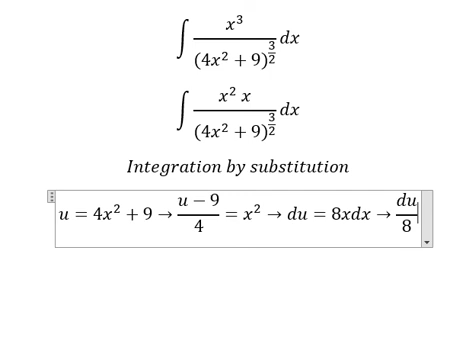 ∫ x³ / (4x² + 9)^(3/2) dx
∫ x² x / (4x² + 9)^(3/2) dx
Integration by substitution
u = 4x² + 9 → (u − 9)/4 = x² → du = 8xdx → du/8